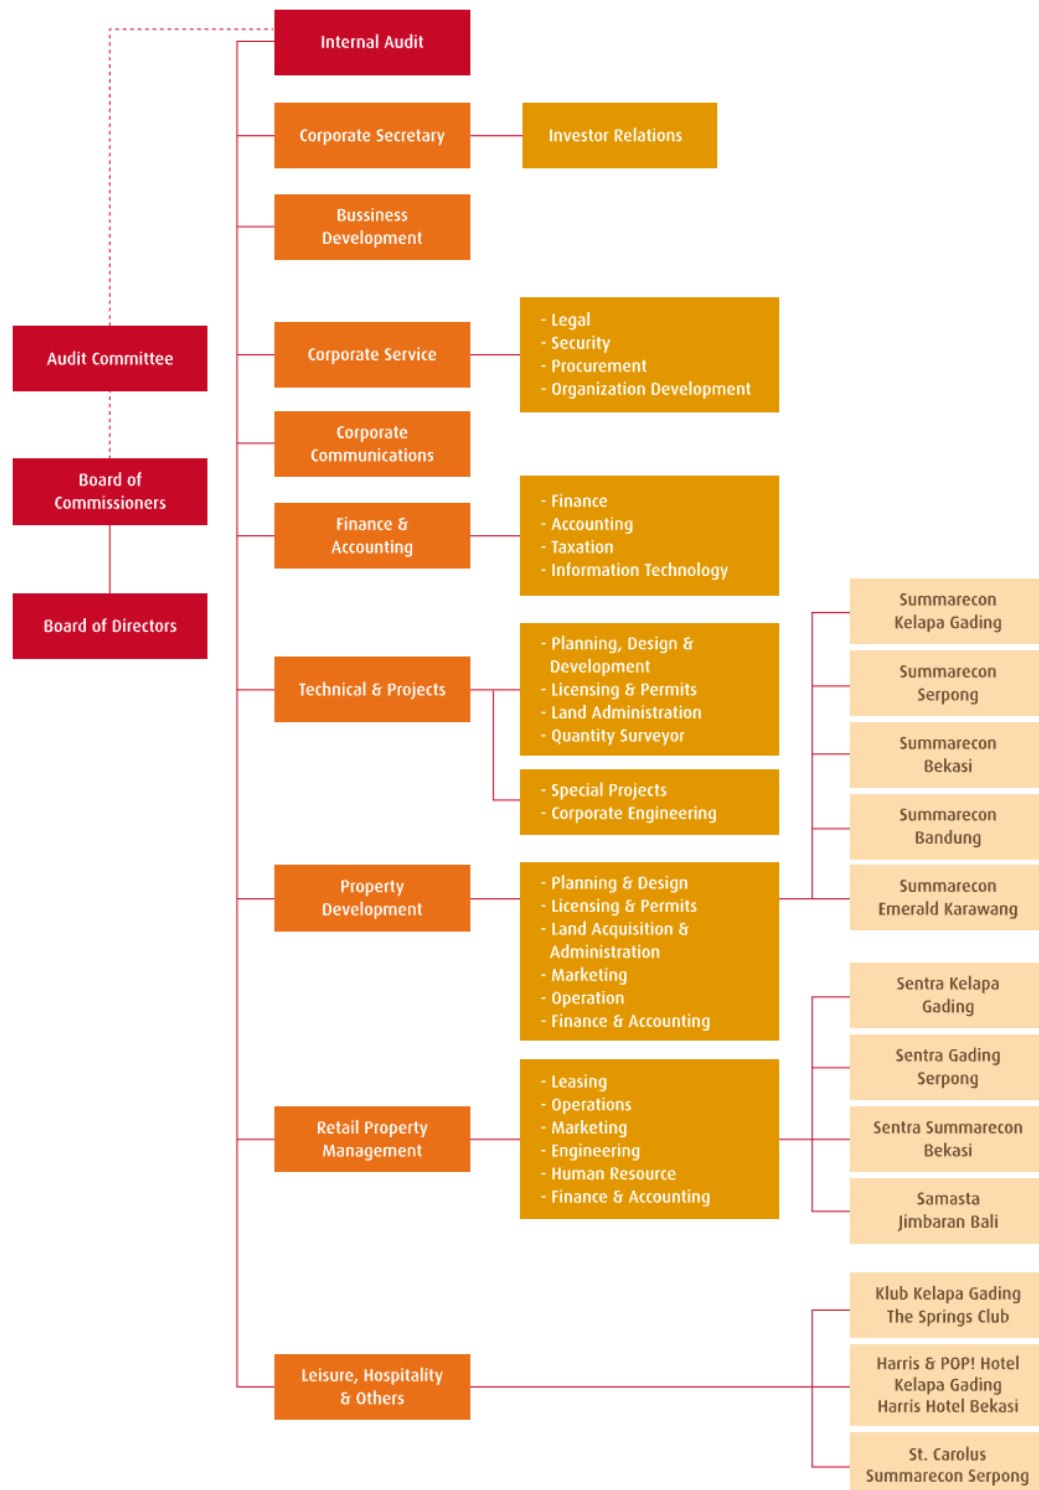 Internal Audit
Corporate Secretary
Investor Relations
Bussiness
Development
Audit Committee
Board of
Commissioners
Board of Directors
Corporate Service
- Legal
- Security
- Procurement
- Organization Development
Corporate
Communications
Finance &
Accounting
- Finance
- Accounting
- Taxation
- Information Technology
Technical & Projects
- Planning, Design &
Development
- Licensing & Permits
- Land Administration
- Quantity Surveyor
- Special Projects
- Corporate Engineering
Property
Development
- Planning & Design
- Licensing & Permits
- Land Acquisition &
Administration
- Marketing
- Operation
- Finance & Accounting
Summarecon
Kelapa Gading
Summarecon
Serpong
Summarecon
Bekasi
Summarecon
Bandung
Summarecon
Emerald Karawang
Retail Property
Management
- Leasing
- Operations
- Marketing
- Engineering
- Human Resource
- Finance & Accounting
Sentra Kelapa
Gading
Sentra Gading
Serpong
Sentra Summarecon
Bekasi
Samasta
Jimbaran Bali
Leisure, Hospitality
& Others
Klub Kelapa Gading
The Springs Club
Harris & POP! Hotel
Kelapa Gading
Harris Hotel Bekasi
St. Carolus
Summarecon Serpong